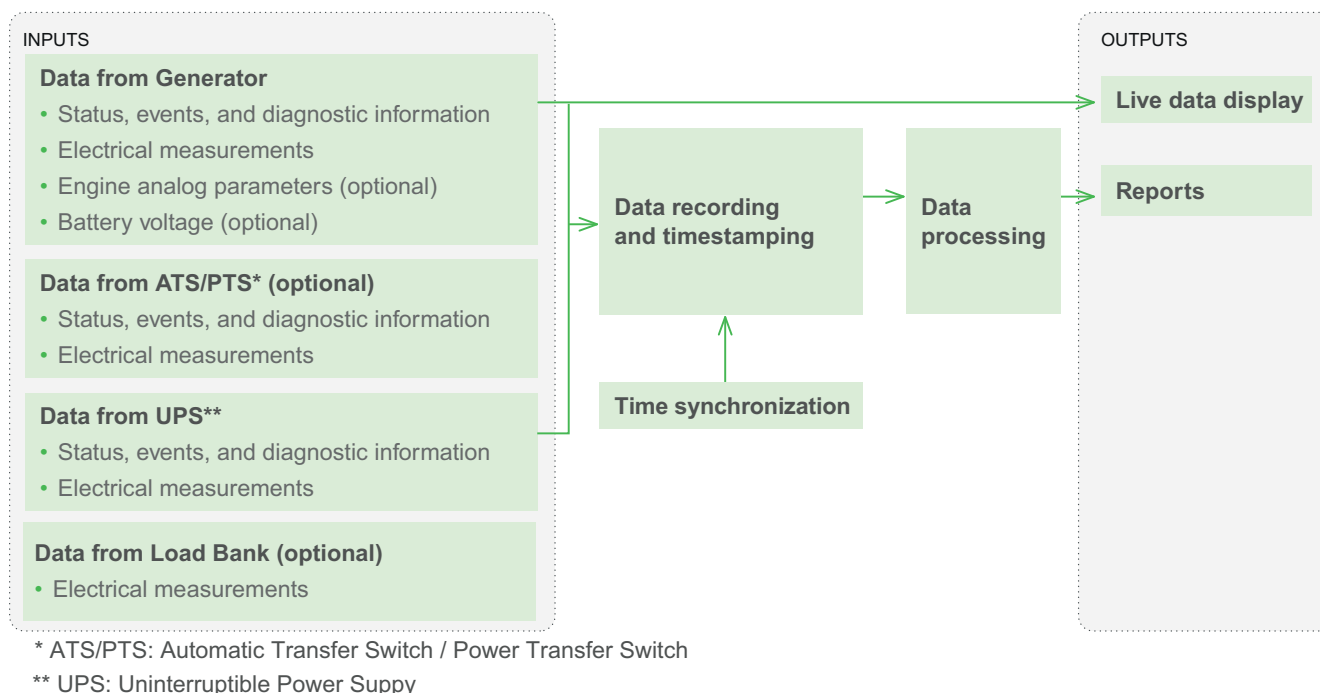 INPUTS
Data from Generator
• Status, events, and diagnostic information
• Electrical measurements
• Engine analog parameters (optional)
• Battery voltage (optional)
Data from ATS/PTS* (optional)
• Status, events, and diagnostic information
• Electrical measurements
Data from UPS**
• Status, events, and diagnostic information
• Electrical measurements
Data from Load Bank (optional)
• Electrical measurements
Data recording
and timestamping
Time synchronization
Data
processing
OUTPUTS
Live data display
Reports
* ATS/PTS: Automatic Transfer Switch / Power Transfer Switch
** UPS: Uninterruptible Power Suppy